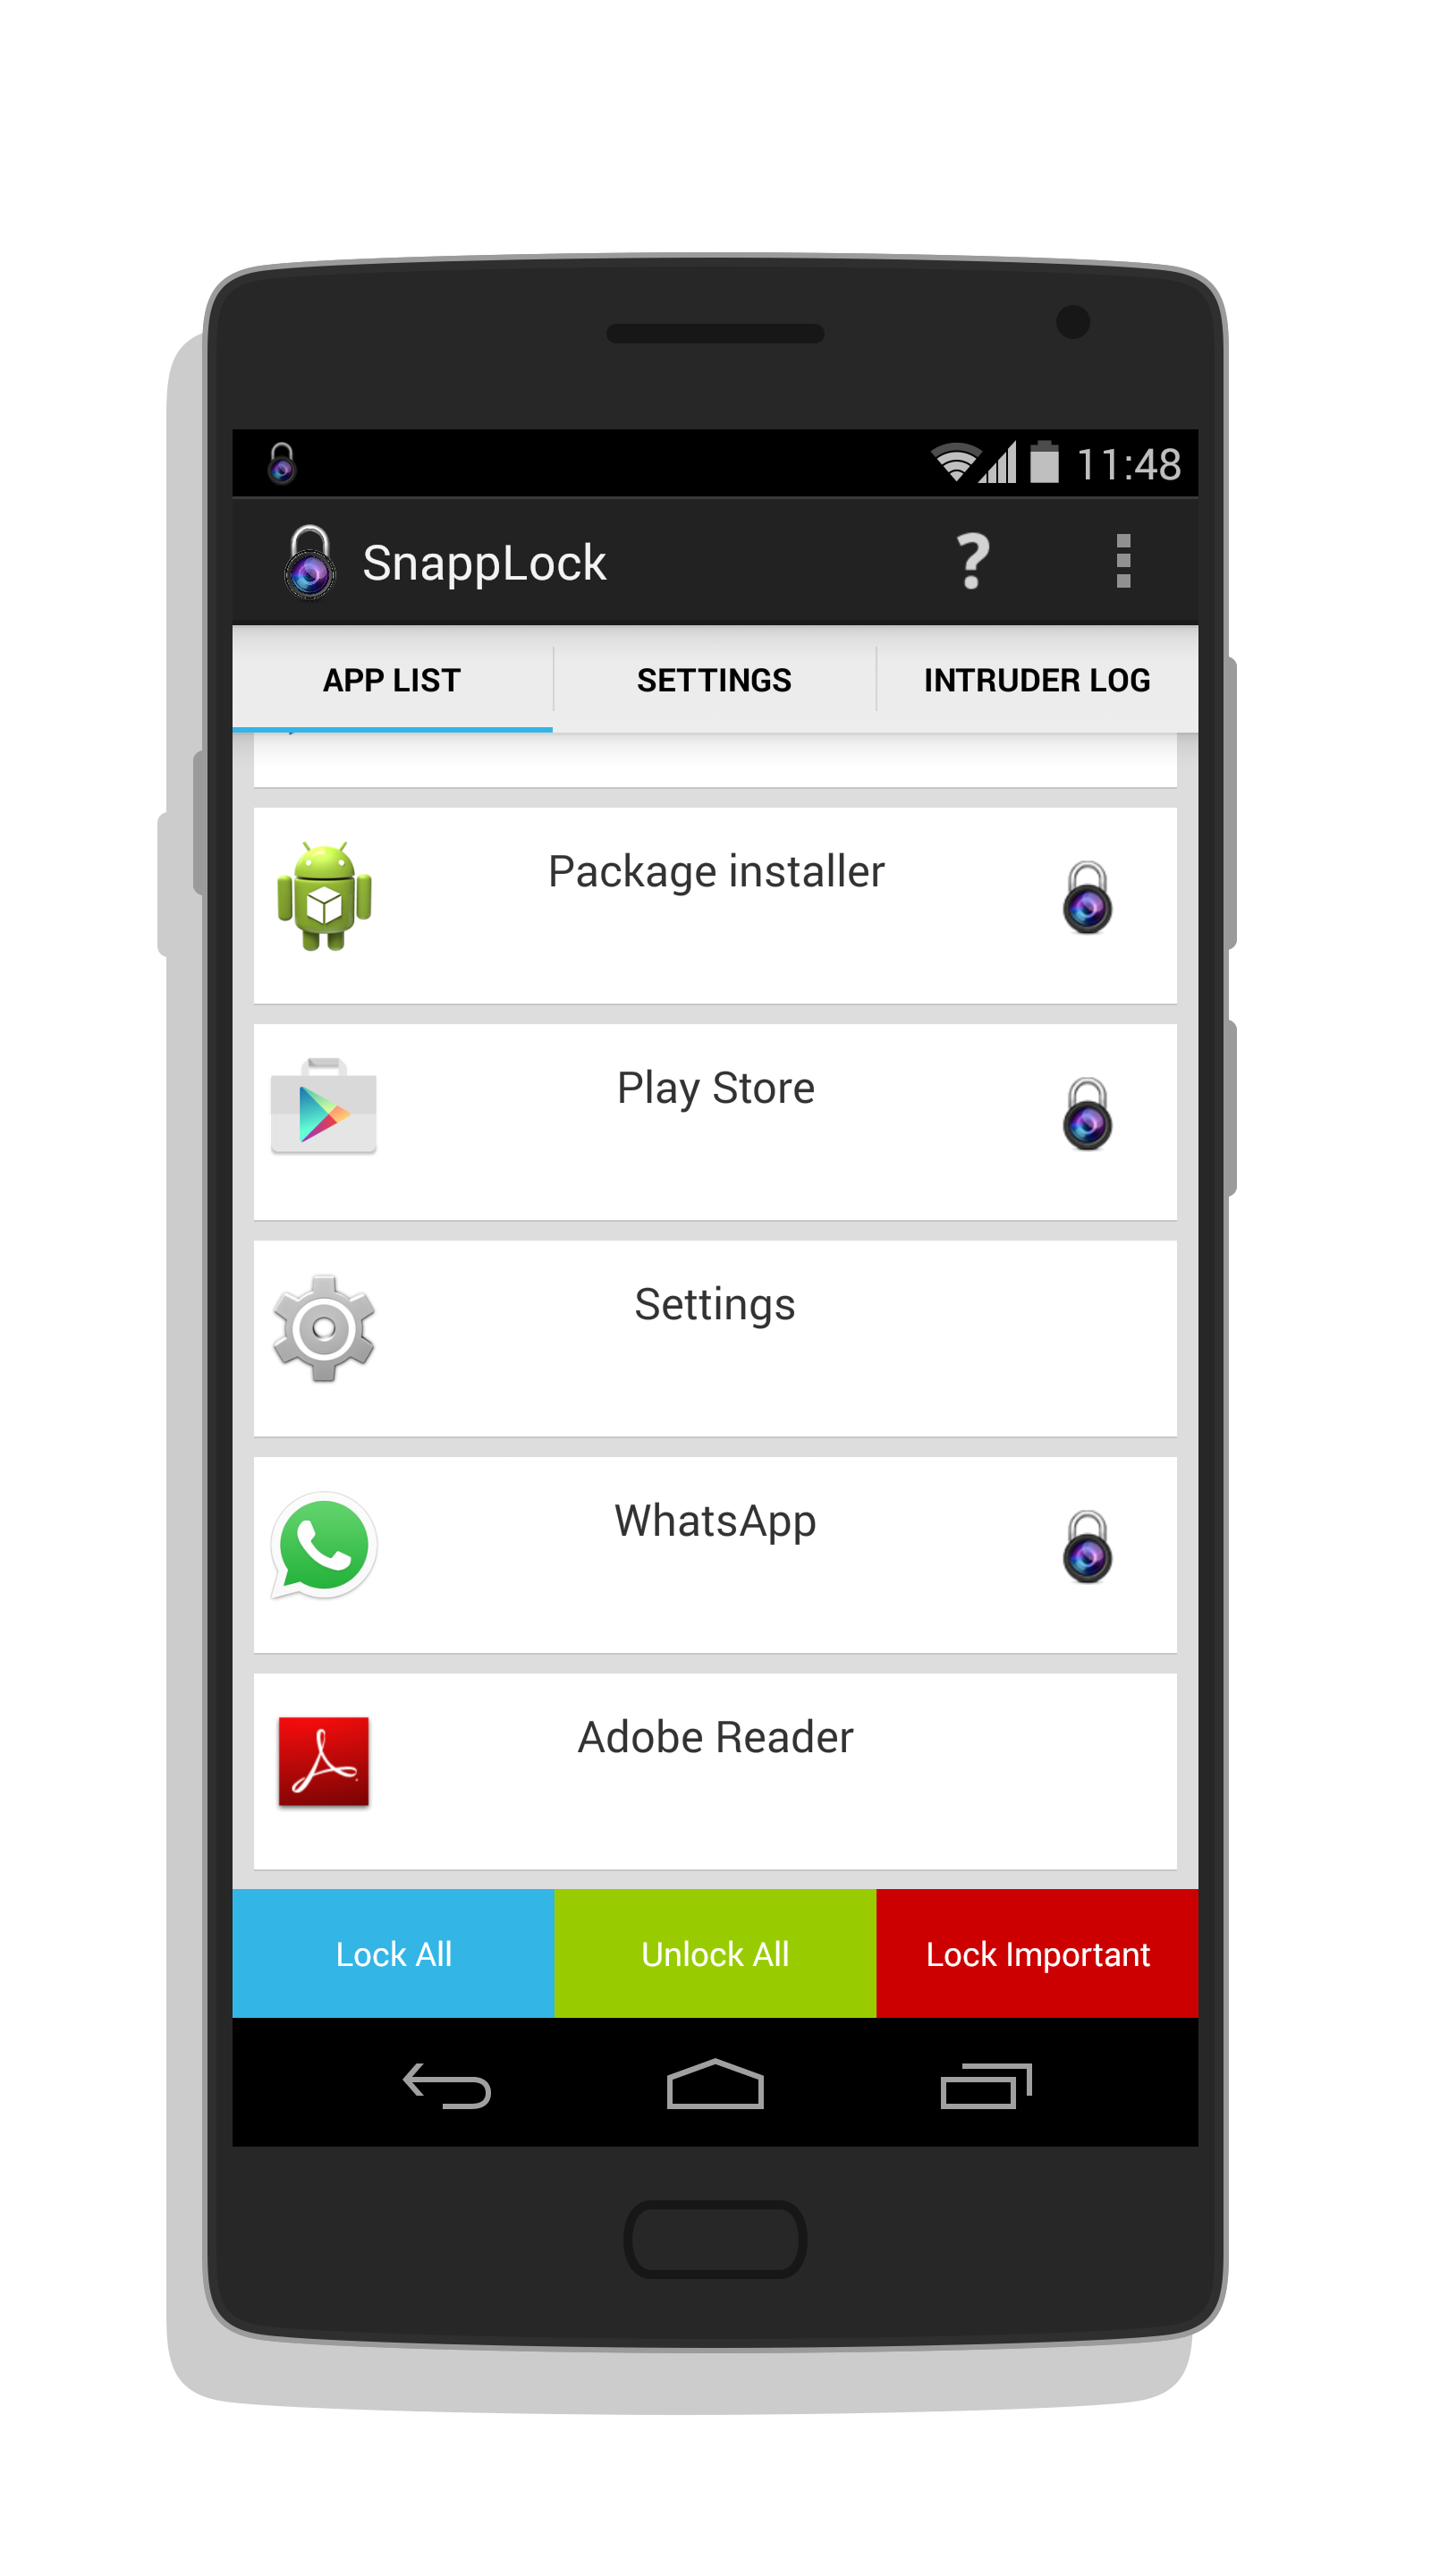 11:48
SnappLock ?
APP LIST SETTINGS INTRUDER LOG
Package installer
Play Store
Settings
WhatsApp
Adobe Reader
Lock All Unlock All Lock Important